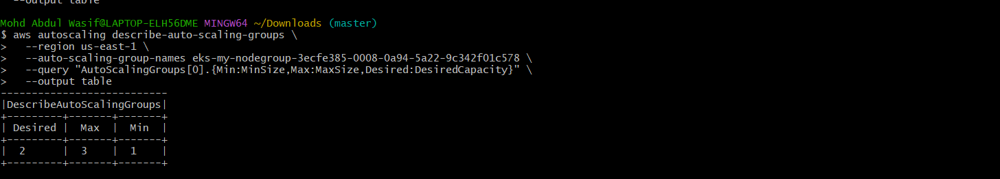 --output table
Mohd Abdul Wasif@LAPTOP-ELH56DME MINGW64 ~/Downloads (master)
$ aws autoscaling describe-auto-scaling-groups \
>   --region us-east-1 \
>   --auto-scaling-group-names eks-my-nodegroup-3ecfe385-0008-0a94-5a22-9c342f01c578 \
>   --query "AutoScalingGroups[0].{Min:MinSize,Max:MaxSize,Desired:DesiredCapacity}" \
>   --output table
---------------------------
|DescribeAutoScalingGroups|
+---------+-------+-------+
| Desired |  Max  |  Min  |
+---------+-------+-------+
|  2      |  3    |  1    |
+---------+-------+-------+